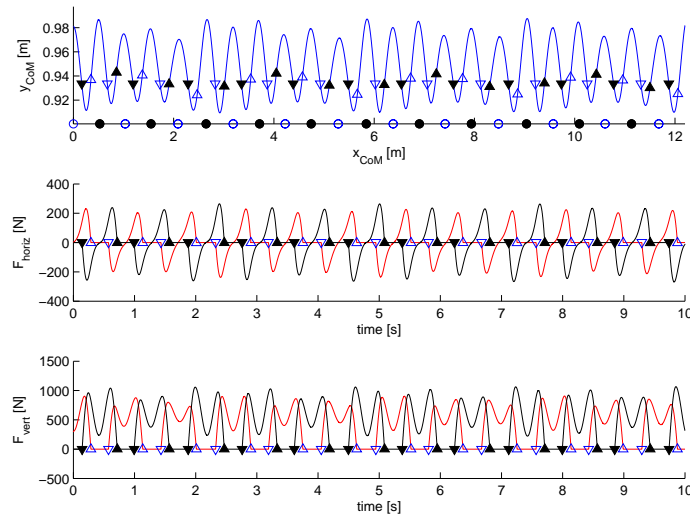 0.98
0.96
0.94
0.92
y_CoM [m]
0 2 4 6 8 10 12
x_CoM [m]
400
200
0
−200
−400
F_horiz [N]
0 1 2 3 4 5 6 7 8 9 10
time [s]
1500
1000
500
0
−500
F_vert [N]
0 1 2 3 4 5 6 7 8 9 10
time [s]